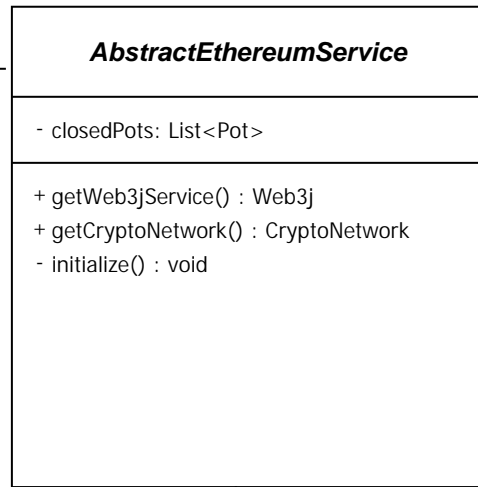 AbstractEthereumService
- closedPots: List<Pot>
+ getWeb3jService() : Web3j
+ getCryptoNetwork() : CryptoNetwork
- initialize() : void